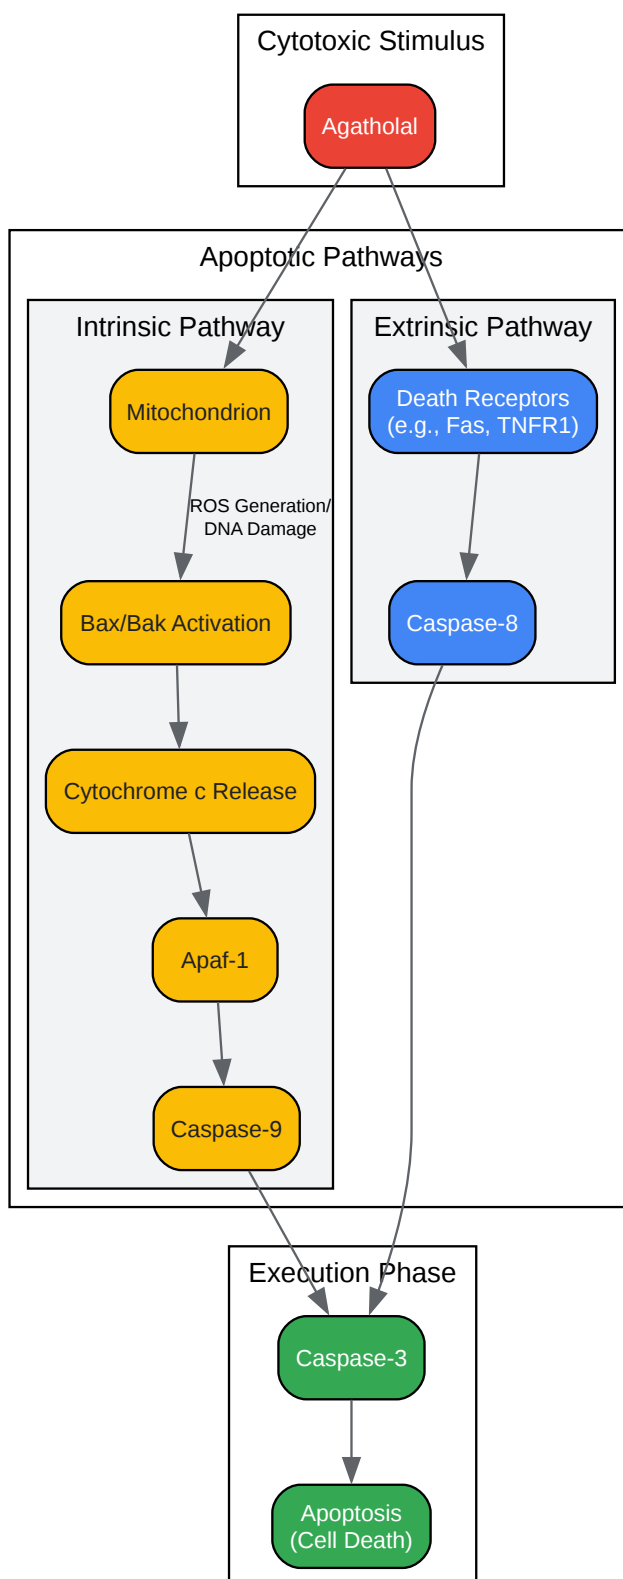 Cytotoxic Stimulus
Agatholal
Apoptotic Pathways
Intrinsic Pathway
Mitochondrion
ROS Generation/
DNA Damage
Bax/Bak Activation
Cytochrome c Release
Apaf-1
Caspase-9
Extrinsic Pathway
Death Receptors
(e.g., Fas, TNFR1)
Caspase-8
Execution Phase
Caspase-3
Apoptosis
(Cell Death)